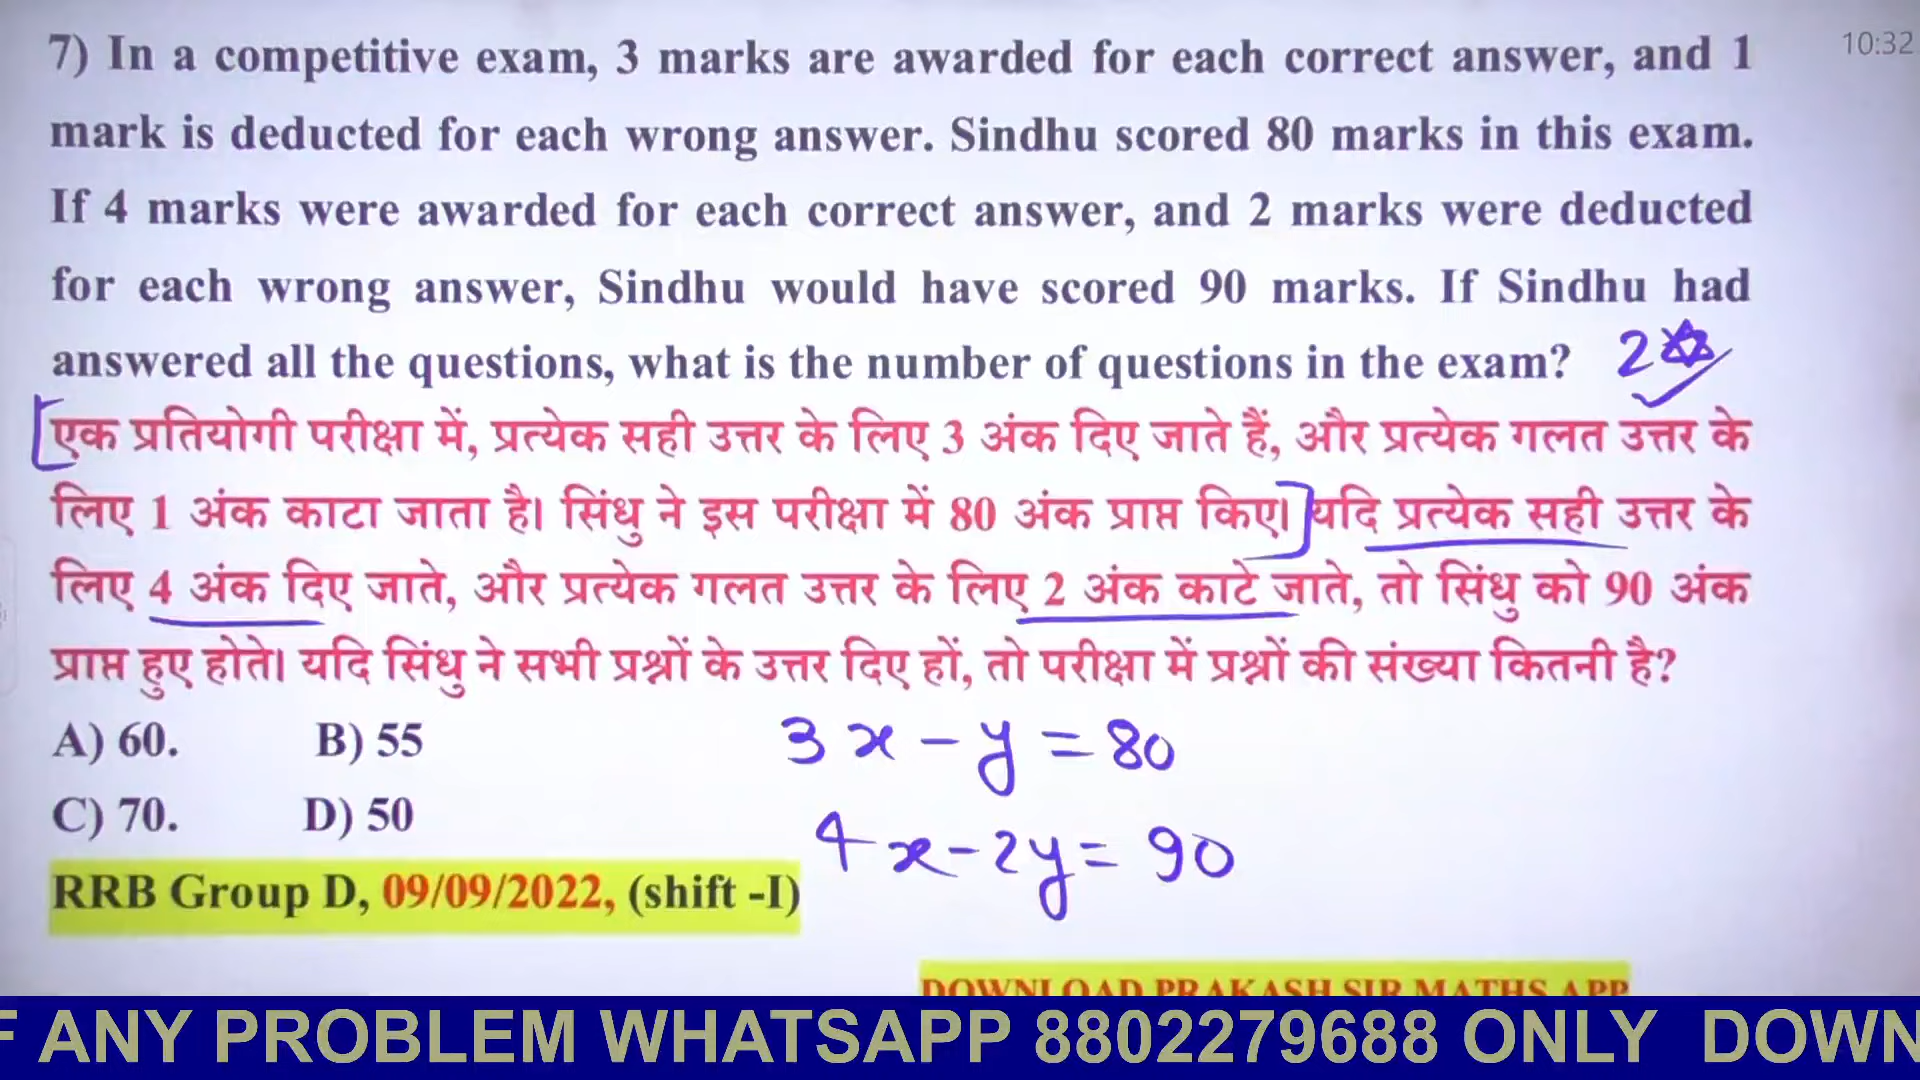 7) In a competitive exam, 3 marks are awarded for each correct answer, and 1
10:32
mark is deducted for each wrong answer. Sindhu scored 80 marks in this exam.
If 4 marks were awarded for each correct answer, and 2 marks were deducted
for each wrong answer, Sindhu would have scored 90 marks. If Sindhu had
answered all the questions, what is the number of questions in the exam? 2
[एक प्रतियोगी परीक्षा में, प्रत्येक सही उत्तर के लिए 3 अंक दिए जाते हैं, और प्रत्येक गलत उत्तर के
लिए 1 अंक काटा जाता है। सिंधु ने इस परीक्षा में 80 अंक प्राप्त किए।] यदि प्रत्येक सही उत्तर के
लिए 4 अंक दिए जाते, और प्रत्येक गलत उत्तर के लिए 2 अंक काटे जाते, तो सिंधु को 90 अंक
प्राप्त हुए होते। यदि सिंधु ने सभी प्रश्नों के उत्तर दिए हों, तो परीक्षा में प्रश्नों की संख्या कितनी है?
A) 60. B) 55
3x - y = 80
C) 70. D) 50
4x - 2y = 90
RRB Group D, 09/09/2022, (shift -I)
DOWNLOAD PRAKASH SIR MATHS APP
F ANY PROBLEM WHATSAPP 8802279688 ONLY DOWN